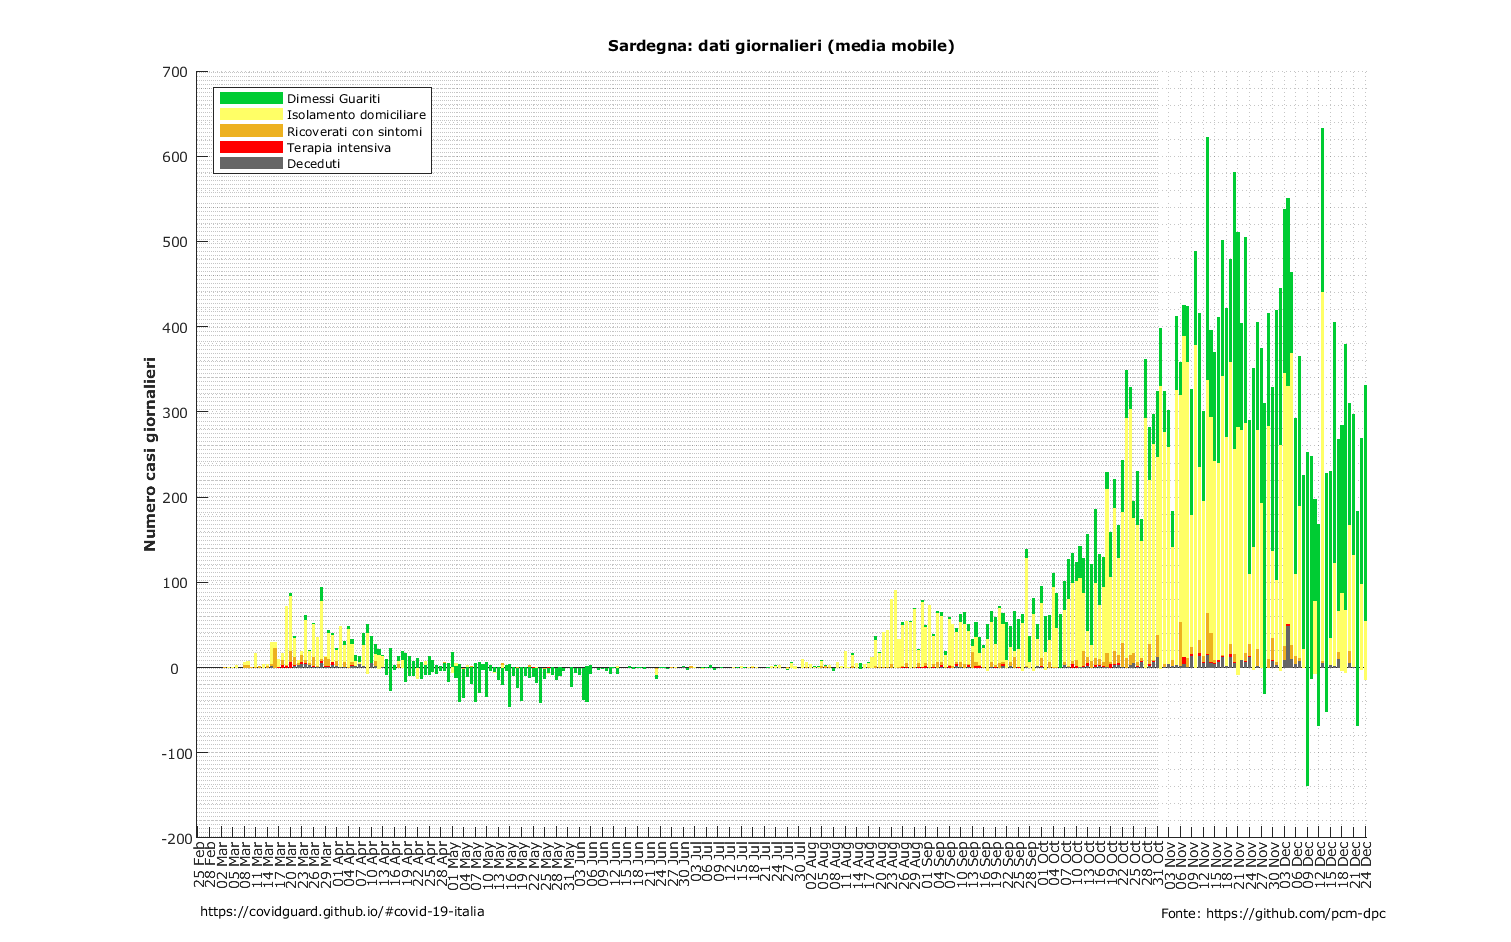 Sardegna: dati giornalieri (media mobile)
Dimessi Guariti
Isolamento domiciliare
Ricoverati con sintomi
Terapia intensiva
Deceduti
Numero casi giornalieri
700
600
500
400
300
200
100
0
-100
-200
25 Feb
28 Feb
02 Mar
05 Mar
08 Mar
11 Mar
14 Mar
17 Mar
20 Mar
23 Mar
26 Mar
29 Mar
01 Apr
04 Apr
07 Apr
10 Apr
13 Apr
16 Apr
19 Apr
22 Apr
25 Apr
28 Apr
01 May
04 May
07 May
10 May
13 May
16 May
19 May
22 May
25 May
28 May
31 May
03 Jun
06 Jun
09 Jun
12 Jun
15 Jun
18 Jun
21 Jun
24 Jun
27 Jun
30 Jun
03 Jul
06 Jul
09 Jul
12 Jul
15 Jul
18 Jul
21 Jul
24 Jul
27 Jul
30 Jul
02 Aug
05 Aug
08 Aug
11 Aug
14 Aug
17 Aug
20 Aug
23 Aug
26 Aug
29 Aug
01 Sep
04 Sep
07 Sep
10 Sep
13 Sep
16 Sep
19 Sep
22 Sep
25 Sep
28 Sep
01 Oct
04 Oct
07 Oct
10 Oct
13 Oct
16 Oct
19 Oct
22 Oct
25 Oct
28 Oct
31 Oct
03 Nov
06 Nov
09 Nov
12 Nov
15 Nov
18 Nov
21 Nov
24 Nov
27 Nov
30 Nov
03 Dec
06 Dec
09 Dec
12 Dec
15 Dec
18 Dec
21 Dec
24 Dec
https://covidguard.github.io/#covid-19-italia
Fonte: https://github.com/pcm-dpc